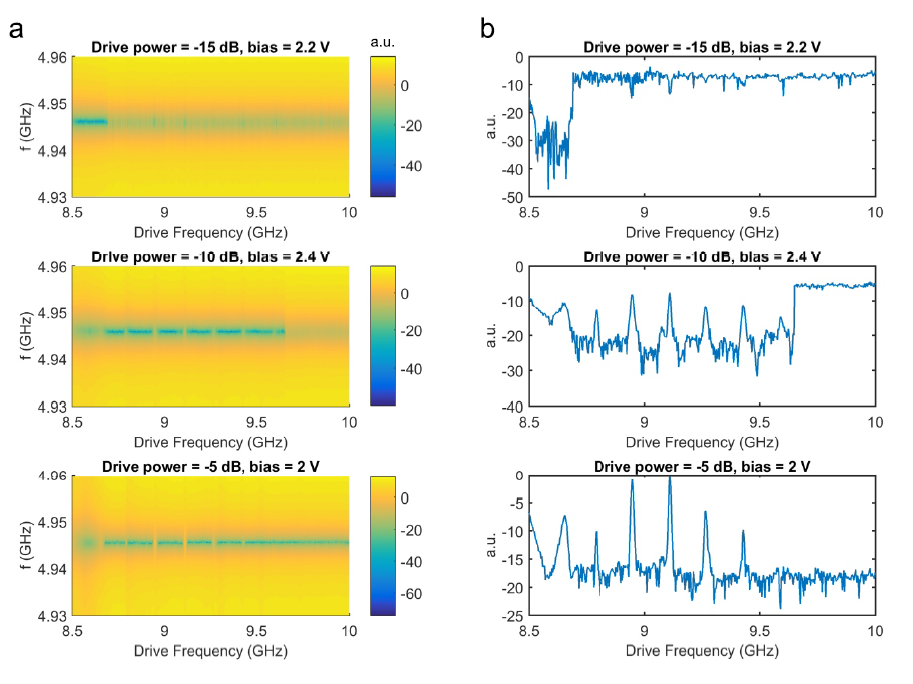 a
b
Drive power = -15 dB, bias = 2.2 V
a.u.
4.96
4.95
4.94
4.93
f (GHz)
8.5 9 9.5 10
Drive Frequency (GHz)
0
-20
-40
Drive power = -15 dB, bias = 2.2 V
0
-10
-20
-30
-40
-50
a.u.
8.5 9 9.5 10
Drive Frequency (GHz)
Drive power = -10 dB, bias = 2.4 V
4.96
4.95
4.94
4.93
f (GHz)
8.5 9 9.5 10
Drive Frequency (GHz)
0
-20
-40
Drive power = -10 dB, bias = 2.4 V
0
-10
-20
-30
-40
a.u.
8.5 9 9.5 10
Drive Frequency (GHz)
Drive power = -5 dB, bias = 2 V
4.96
4.95
4.94
4.93
f (GHz)
8.5 9 9.5 10
Drive Frequency (GHz)
0
-20
-40
-60
Drive power = -5 dB, bias = 2 V
0
-5
-10
-15
-20
-25
a.u.
8.5 9 9.5 10
Drive Frequency (GHz)